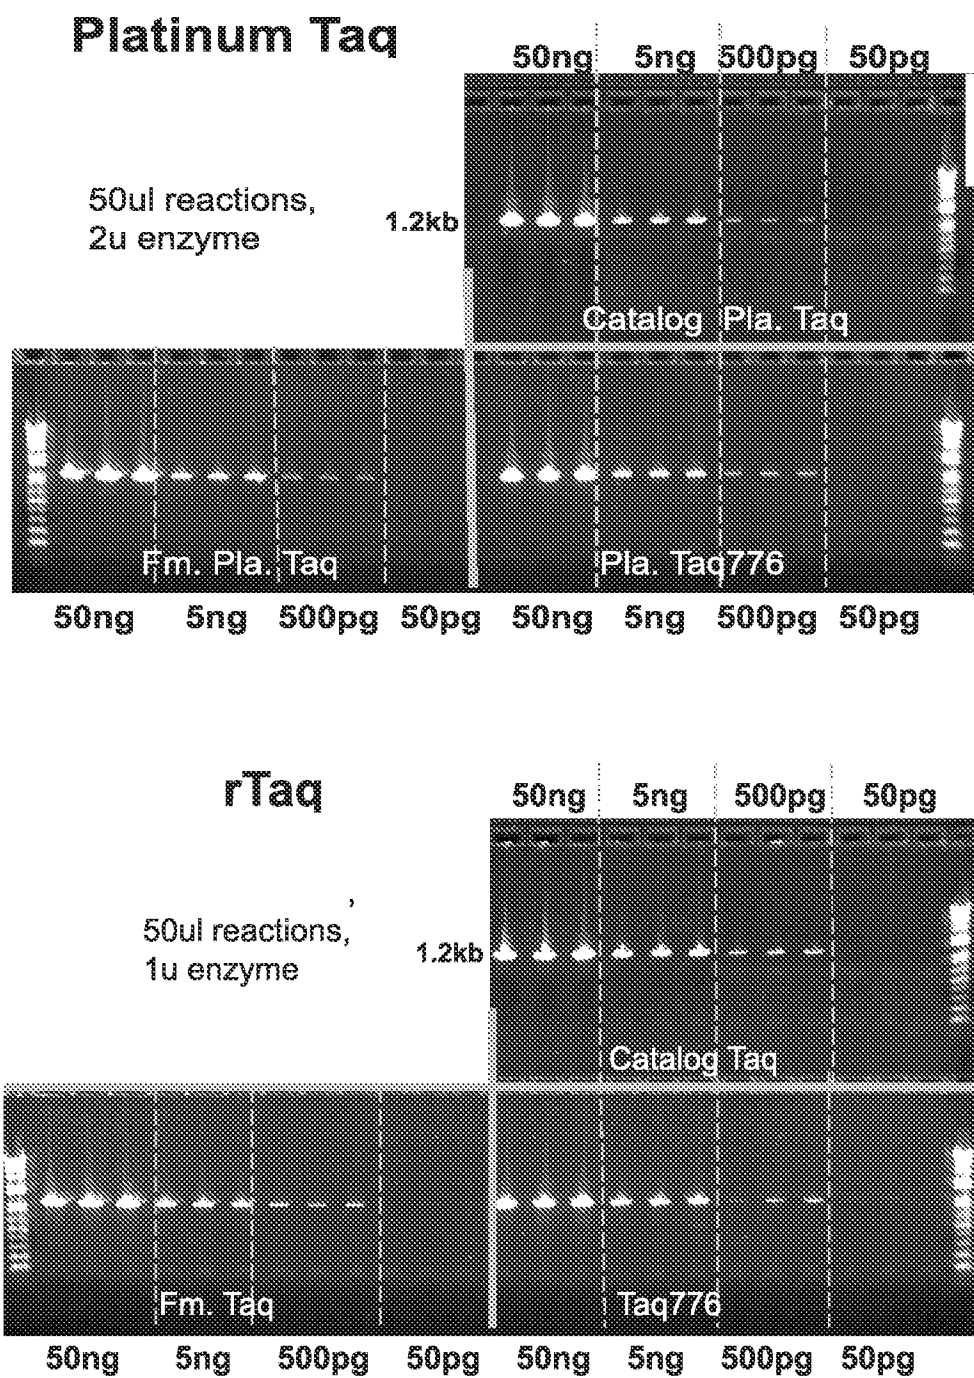 Platinum Taq
50ng 5ng 500pg 50pg
50ul reactions,
2u enzyme
1.2kb
Catalog Pla. Taq
Fm. Pla. Taq
Pla. Taq776
50ng 5ng 500pg 50pg 50ng 5ng 500pg 50pg
rTaq
50ng 5ng 500pg 50pg
50ul reactions,
1u enzyme
1.2kb
Catalog Taq
Fm. Taq
Taq776
50ng 5ng 500pg 50pg 50ng 5ng 500pg 50pg